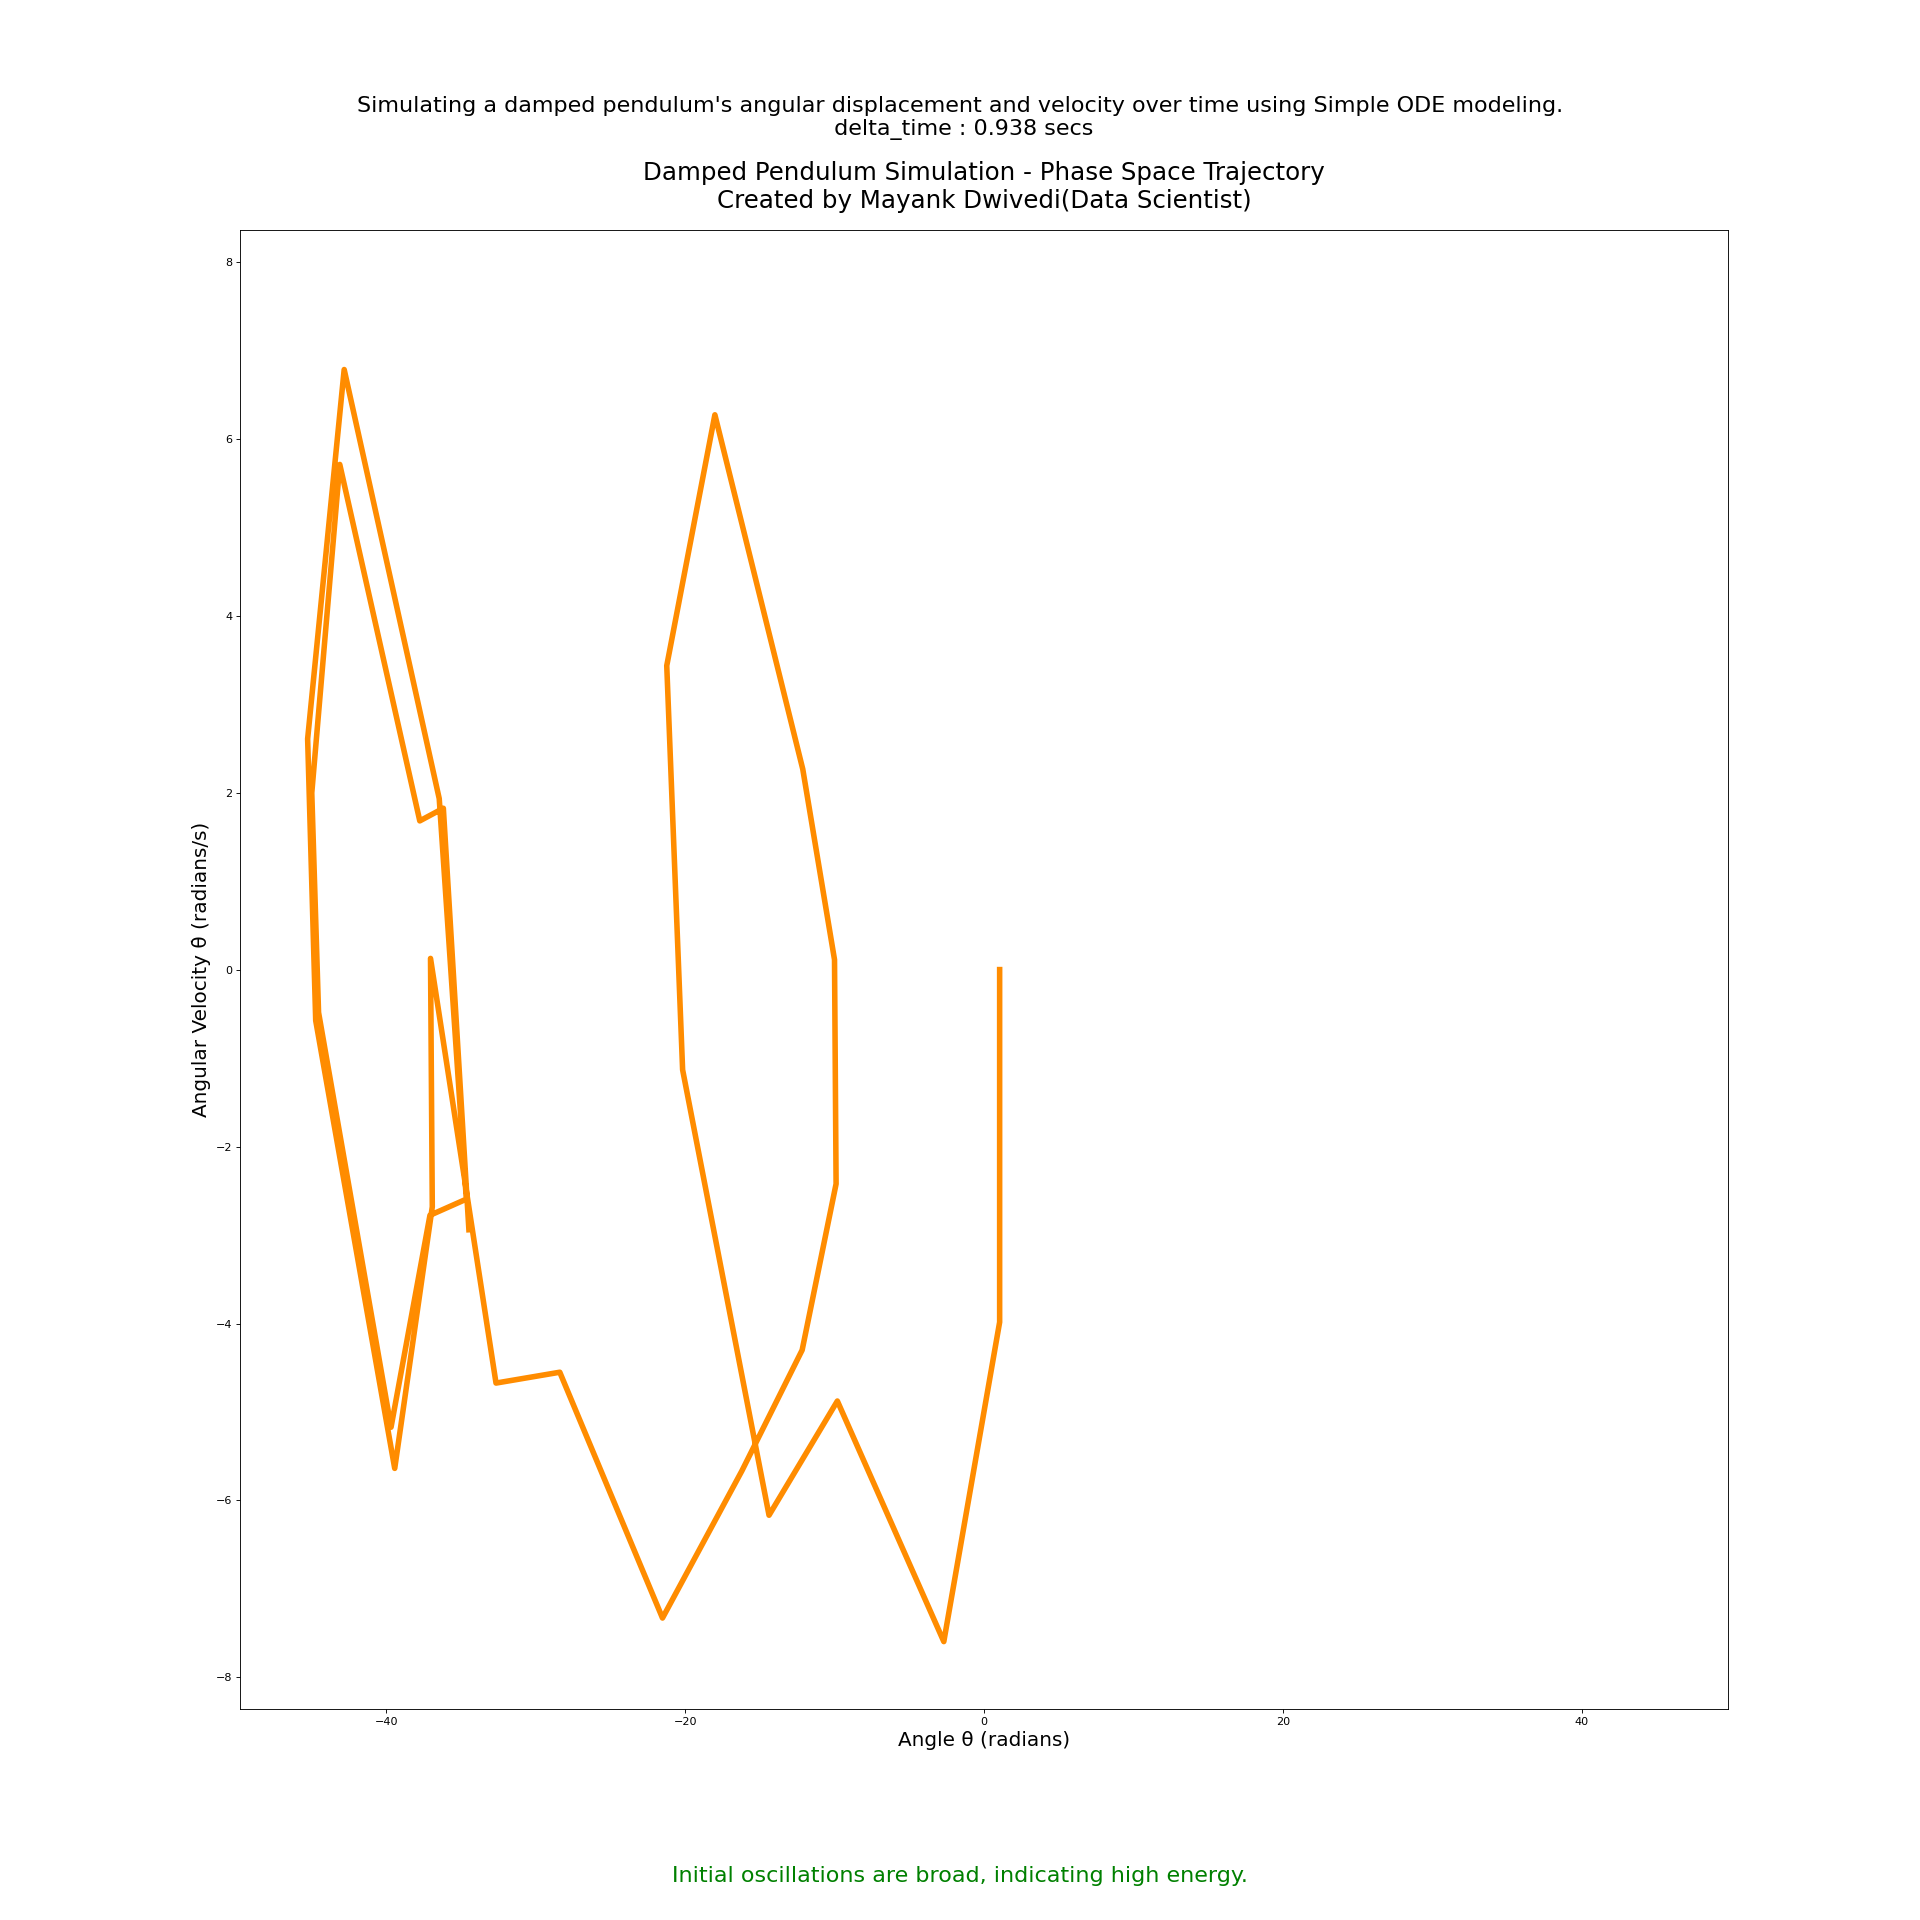 Simulating a damped pendulum's angular displacement and velocity over time using Simple ODE modeling.
delta_time : 0.938 secs
Damped Pendulum Simulation - Phase Space Trajectory
Created by Mayank Dwivedi(Data Scientist)
8
6
4
2
0
−2
−4
−6
−8
Angular Velocity θ (radians/s)
−40
−20
0
20
40
Angle θ (radians)
Initial oscillations are broad, indicating high energy.